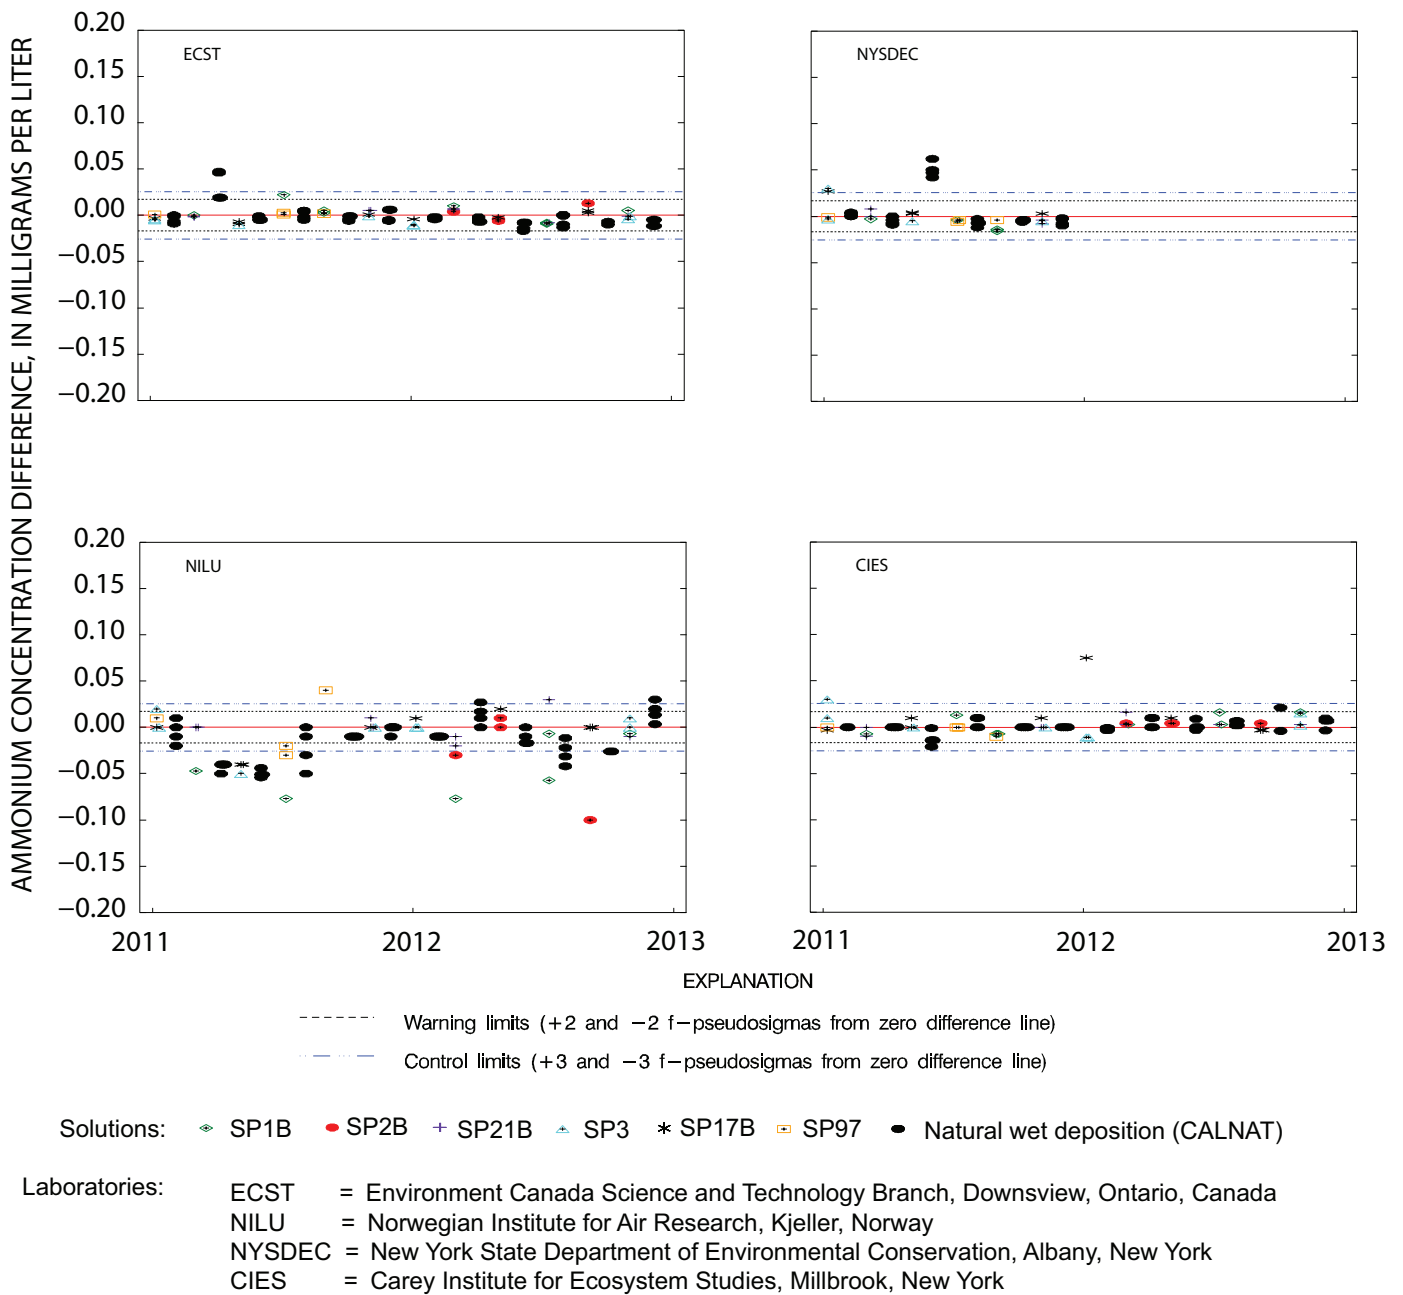 AMMONIUM CONCENTRATION DIFFERENCE, IN MILLIGRAMS PER LITER
0.20
0.15
0.10
0.05
0.00
−0.05
−0.10
−0.15
−0.20
ECST
NYSDEC
0.20
0.15
0.10
0.05
0.00
−0.05
−0.10
−0.15
−0.20
NILU
CIES
2011 2012 2013 2011 2012 2013
EXPLANATION
Warning limits (+2 and −2 f−pseudosigmas from zero difference line)
Control limits (+3 and −3 f−pseudosigmas from zero difference line)
Solutions: SP1B SP2B SP21B SP3 SP17B SP97 Natural wet deposition (CALNAT)
Laboratories:
ECST = Environment Canada Science and Technology Branch, Downsview, Ontario, Canada
NILU = Norwegian Institute for Air Research, Kjeller, Norway
NYSDEC = New York State Department of Environmental Conservation, Albany, New York
CIES = Carey Institute for Ecosystem Studies, Millbrook, New York